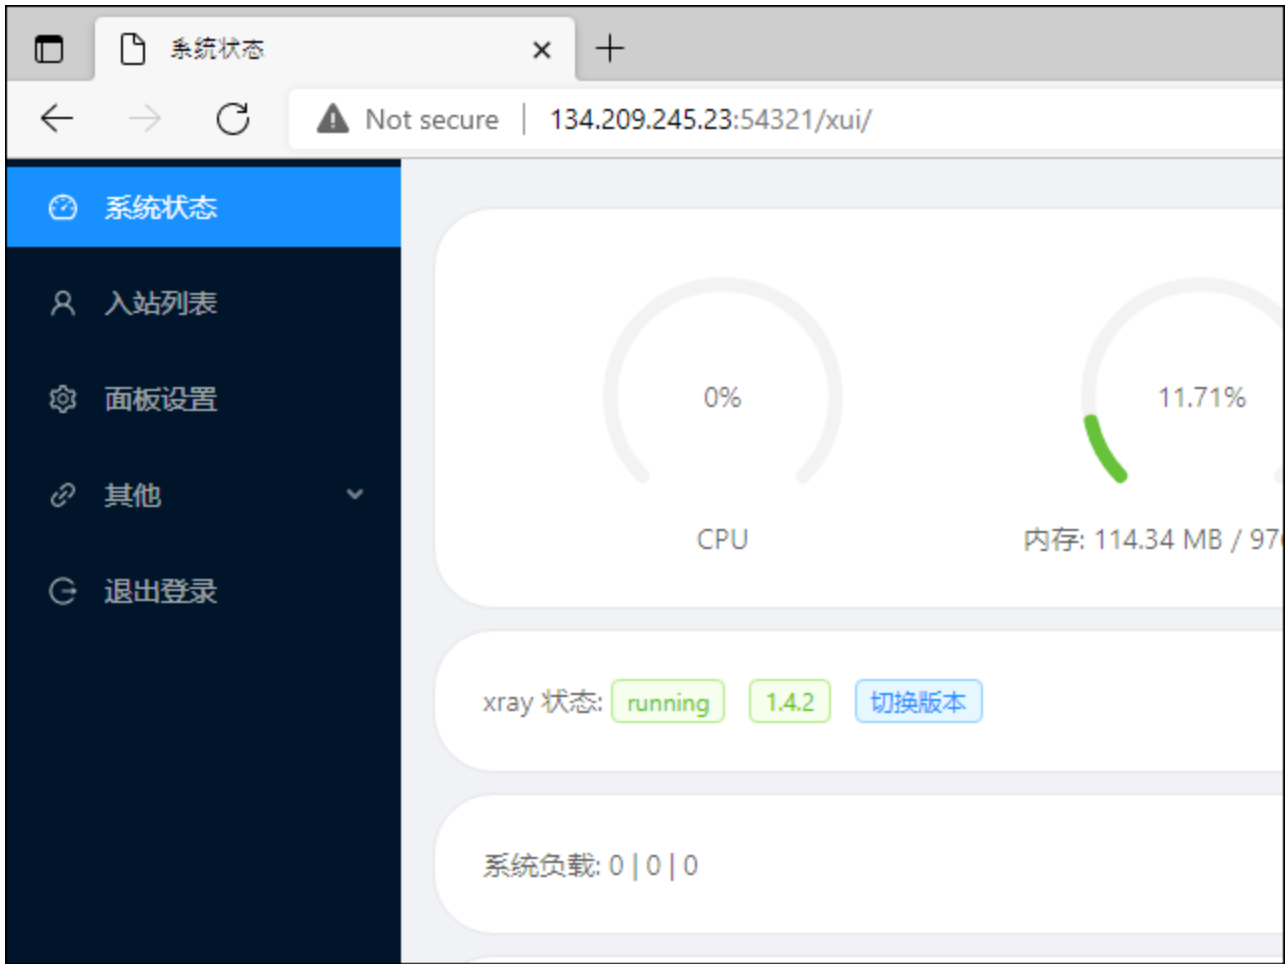 系统状态
Not secure 134.209.245.23:54321/xui/
系统状态
入站列表
面板设置
其他
退出登录
0%
11.71%
CPU
内存: 114.34 MB / 97
xray 状态: running 1.4.2 切换版本
系统负载: 0 | 0 | 0